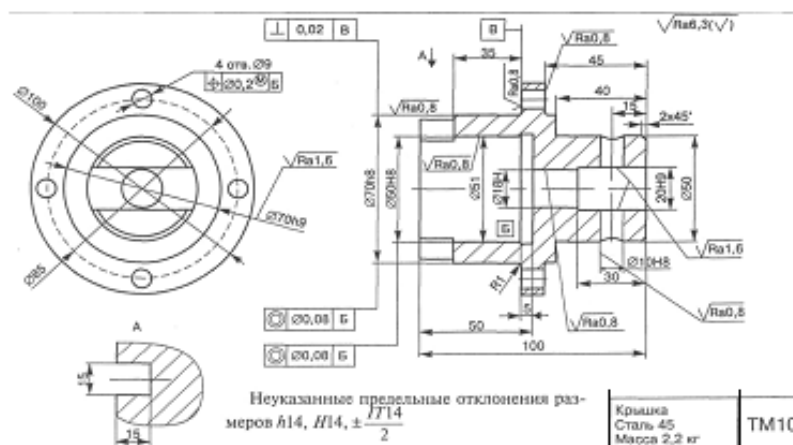 ⊥ 0,02 В
В
√Ra6,3(√)
4 отв. Ø9
⌖ Ø0,2 Ⓜ Б
А
35
√Ra0,8
45
40
15
2x45°
Ø100
√Ra0,8
Ra0,8
√Ra0,8
√Ra1,6
Ø70h8
Ø50H8
Ø51
Ø18H
20H9
Ø50
Б
Ø70h9
Ø85
√Ra1,6
Ø10H8
R1
30
5
√Ra0,8
√Ra0,8
◎ Ø0,08 Б
50
◎ Ø0,08 Б
100
А
15
15
Неуказанные предельные отклонения раз-
меров h14, H14, ± IT14/2
Крышка
Сталь 45
Масса 2,2 кг
ТМ10